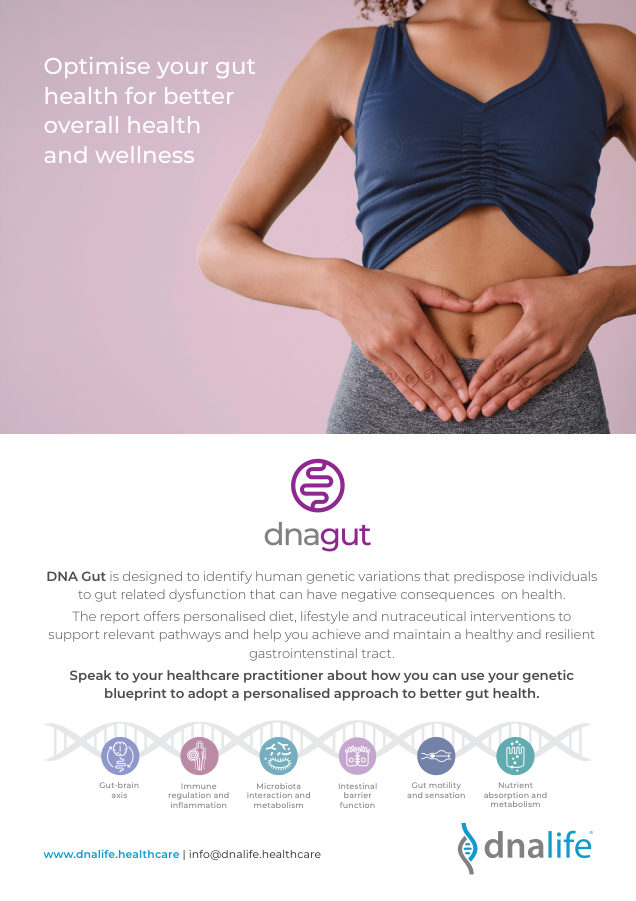 Optimise your gut
health for better
overall health
and wellness
dnagut
DNA Gut is designed to identify human genetic variations that predispose individuals
to gut related dysfunction that can have negative consequences on health.
The report offers personalised diet, lifestyle and nutraceutical interventions to
support relevant pathways and help you achieve and maintain a healthy and resilient
gastrointenstinal tract.
Speak to your healthcare practitioner about how you can use your genetic
blueprint to adopt a personalised approach to better gut health.
Gut-brain
axis
Immune
regulation and
inflammation
Microbiota
interaction and
metabolism
Intestinal
barrier
function
Gut motility
and sensation
Nutrient
absorption and
metabolism
www.dnalife.healthcare | info@dnalife.healthcare
dnalife®